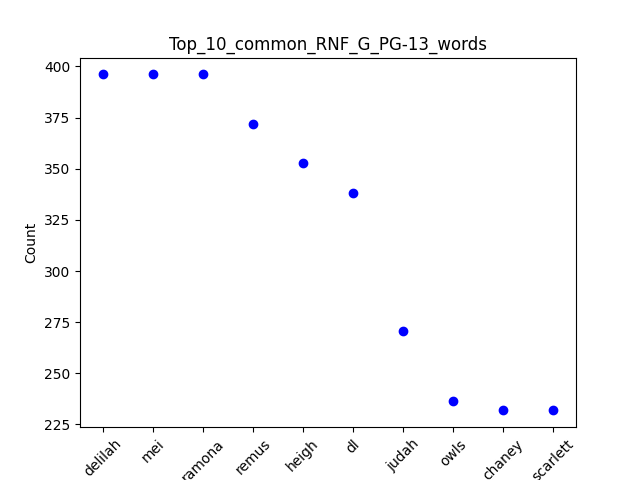 Top_10_common_RNF_G_PG-13_words
400
375
350
325
300
275
250
225
Count
delilah
mei
ramona
remus
heigh
dl
judah
owls
chaney
scarlett